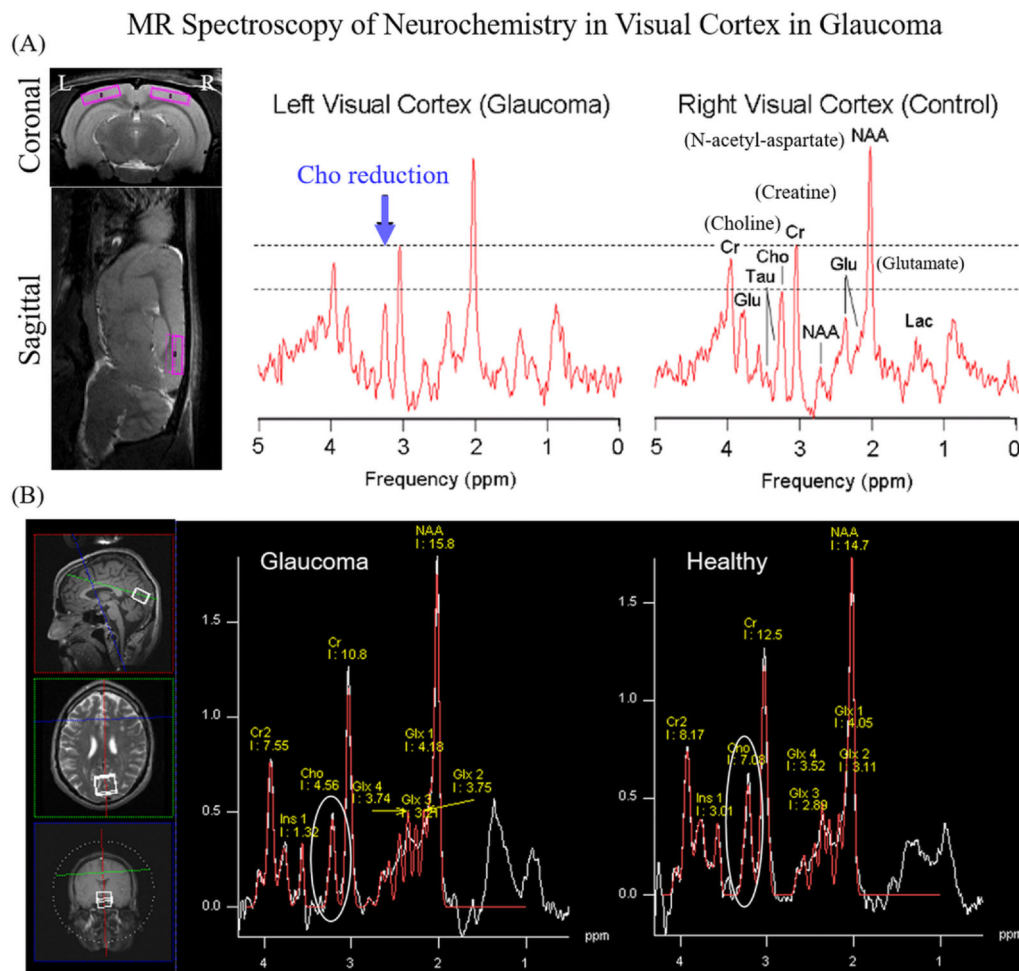 MR Spectroscopy of Neurochemistry in Visual Cortex in Glaucoma
(A)
Coronal
L
R
Sagittal
Left Visual Cortex (Glaucoma)
Cho reduction
5
4
3
2
1
0
Frequency (ppm)
Right Visual Cortex (Control)
(N-acetyl-aspartate)
NAA
(Creatine)
(Choline)
Cr
Cr
Cho
Tau
Glu
Glu
(Glutamate)
NAA
Lac
5
4
3
2
1
0
Frequency (ppm)
(B)
Glaucoma
NAA
I : 15.8
1.5
Cr
I : 10.8
1.0
Cr2
I : 7.55
Glx 1
I : 4.18
Cho
I : 4.56
Glx 4
I : 3.74
Glx 2
I : 3.75
Glx 3
I : 3.21
0.5
Ins 1
I : 1.32
0.0
ppm
4
3
2
1
Healthy
NAA
I : 14.7
1.5
Cr
I : 12.5
1.0
Glx 1
I : 4.05
Cr2
I : 8.17
Cho
I : 7.08
Glx 4
I : 3.52
Glx 2
I : 3.11
Glx 3
I : 2.89
0.5
Ins 1
I : 3.01
0.0
ppm
4
3
2
1